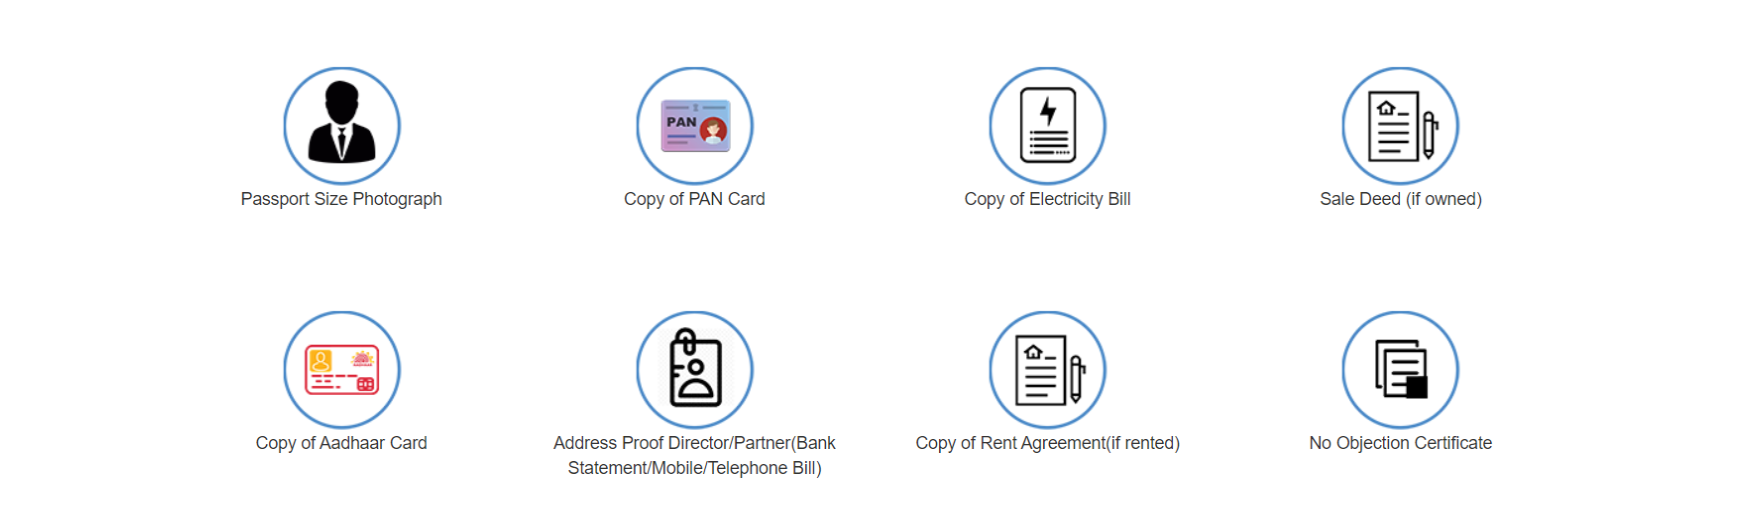 PAN
Passport Size Photograph
Copy of PAN Card
Copy of Electricity Bill
Sale Deed (if owned)
AADHAAR
Copy of Aadhaar Card
Address Proof Director/Partner(Bank
Statement/Mobile/Telephone Bill)
Copy of Rent Agreement(if rented)
No Objection Certificate